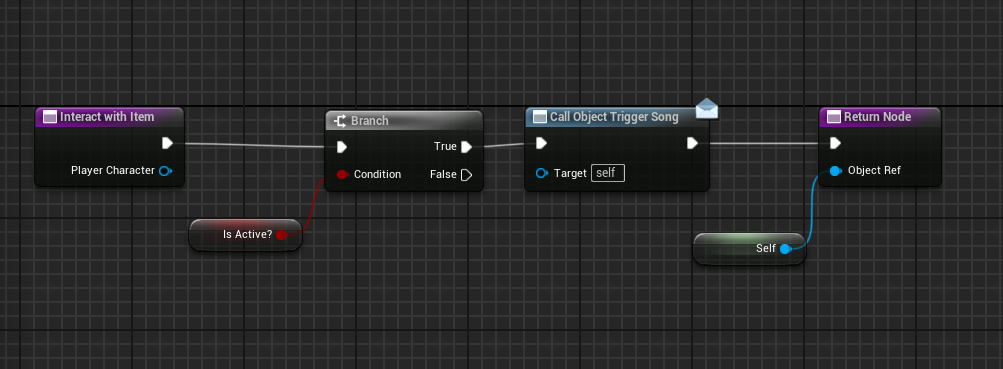 Interact with Item
Player Character
Is Active?
Branch
True
Condition
False
Call Object Trigger Song
Target self
Self
Return Node
Object Ref